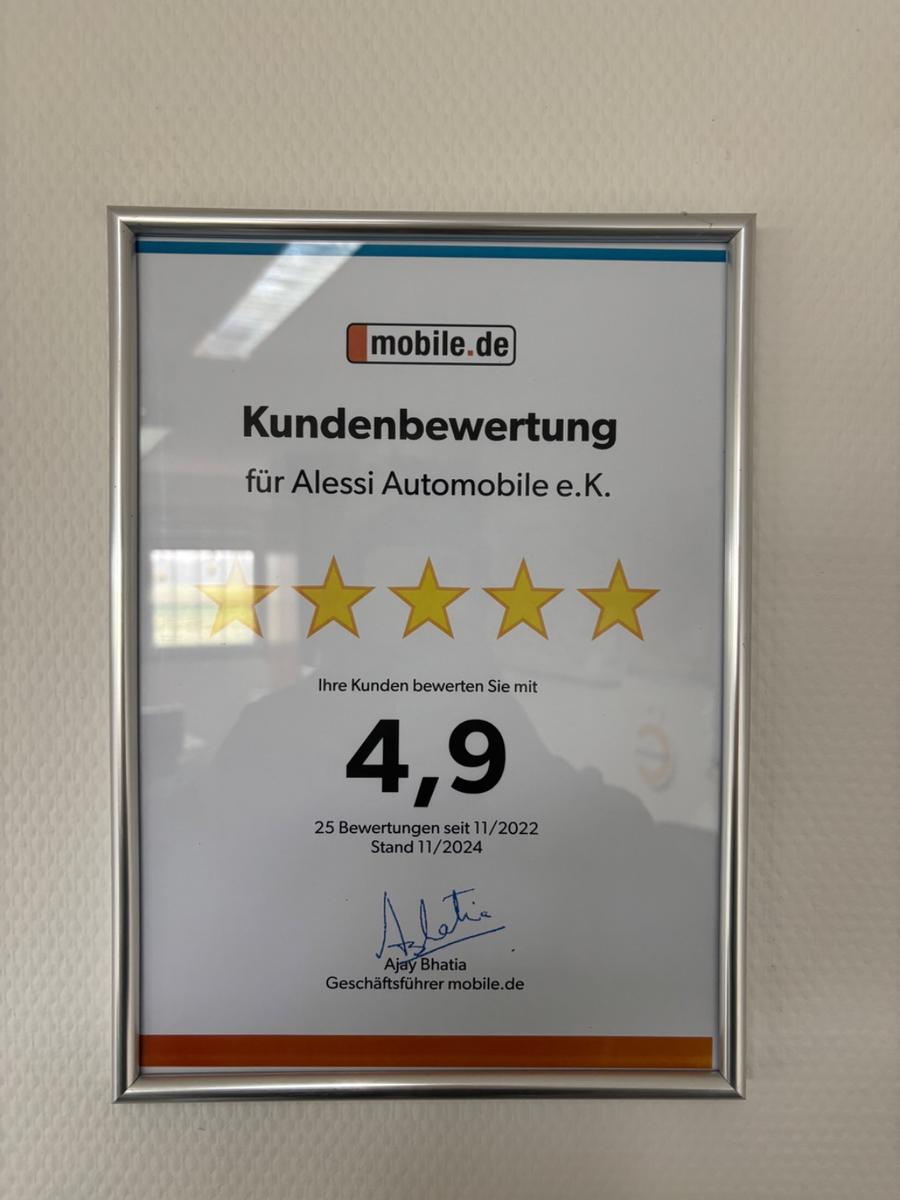 mobile.de
Kundenbewertung
für Alessi Automobile e.K.
Ihre Kunden bewerten Sie mit
4,9
25 Bewertungen seit 11/2022
Stand 11/2024
Ajay Bhatia
Geschäftsführer mobile.de